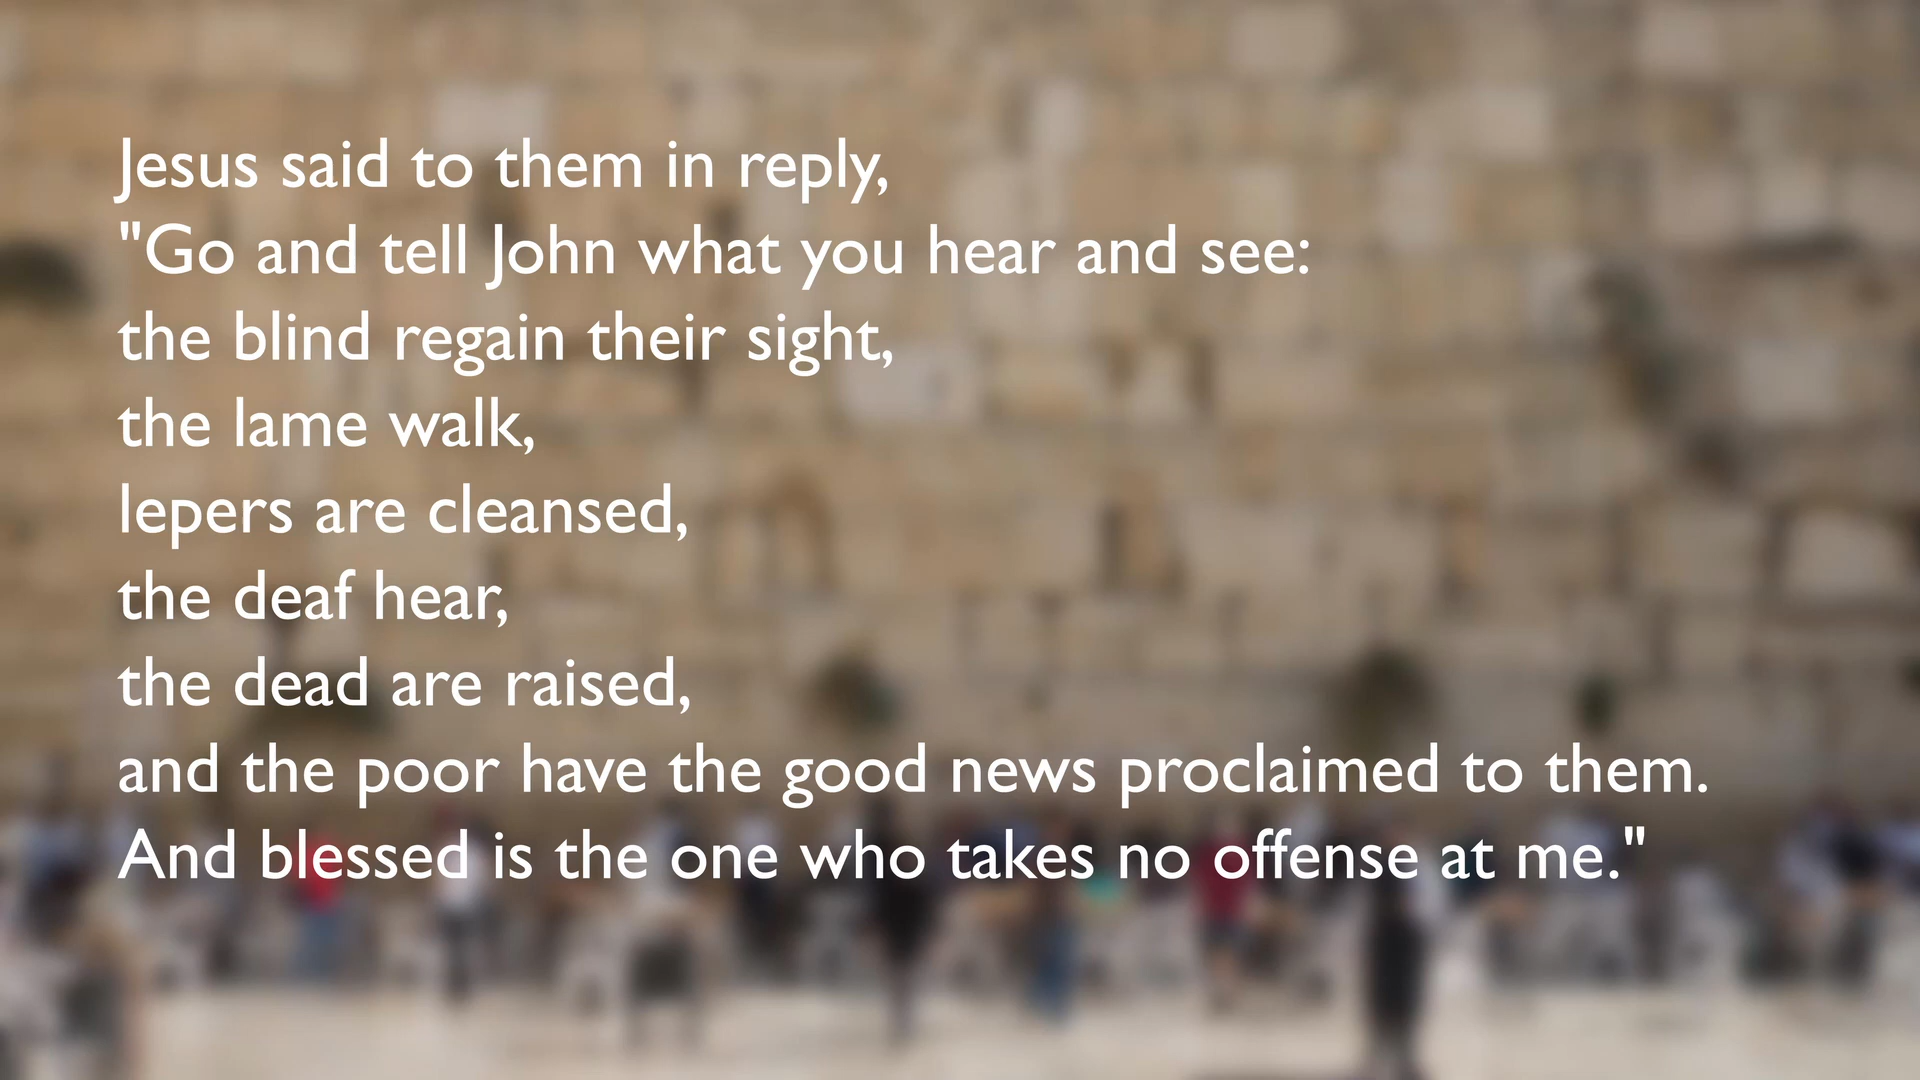 Jesus said to them in reply,
"Go and tell John what you hear and see:
the blind regain their sight,
the lame walk,
lepers are cleansed,
the deaf hear,
the dead are raised,
and the poor have the good news proclaimed to them.
And blessed is the one who takes no offense at me."